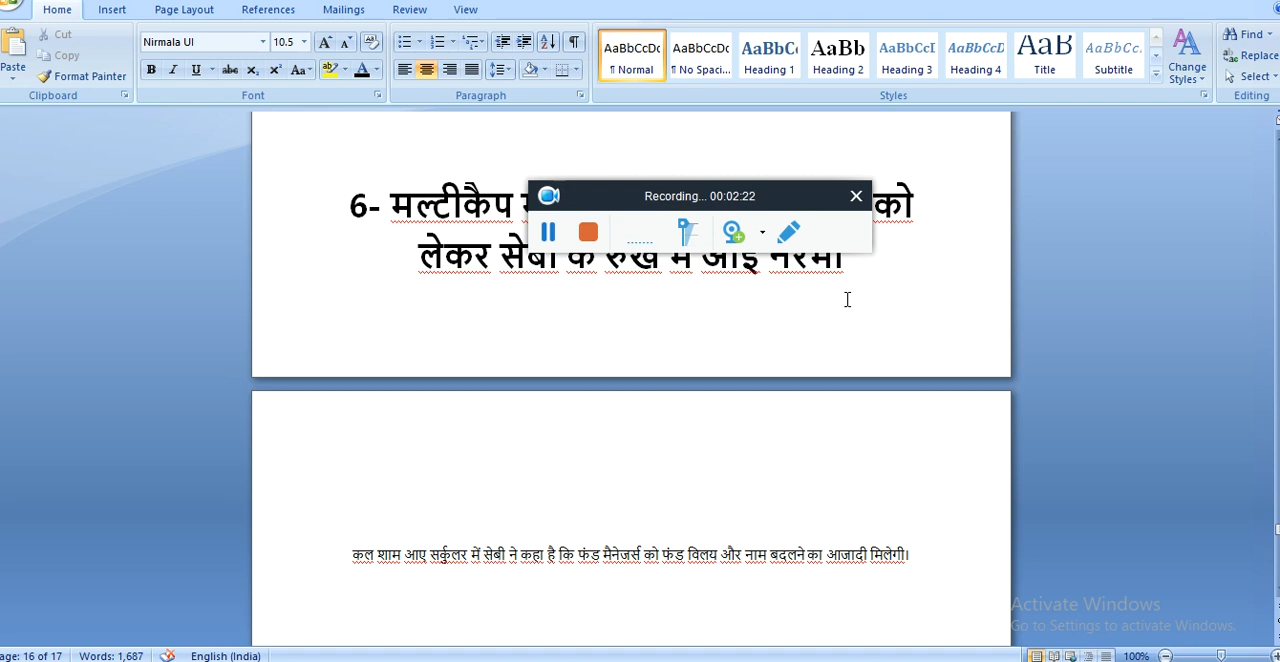 Home Insert Page Layout References Mailings Review View
Cut
Copy
Format Painter
Paste
Nirmala UI 10.5
AaBbCcDc AaBbCcDc AaBbC AaBb AaBbCcI AaBbCcD AaB AaBbCc.
¶ Normal ¶ No Spaci... Heading 1 Heading 2 Heading 3 Heading 4 Title Subtitle
Change
Styles
Find
Replace
Select
Clipboard Font Paragraph Styles Editing
Recording... 00:02:22
6- मल्टीकैप को
लेकर सेबी के रुख में आई नरमी
कल शाम आए सर्कुलर में सेबी ने कहा है कि फंड मैनेजर्स को फंड विलय और नाम बदलने का आजादी मिलेगी।
Activate Windows
Go to Settings to activate Windows.
age: 16 of 17 Words: 1,687 English (India) 100%